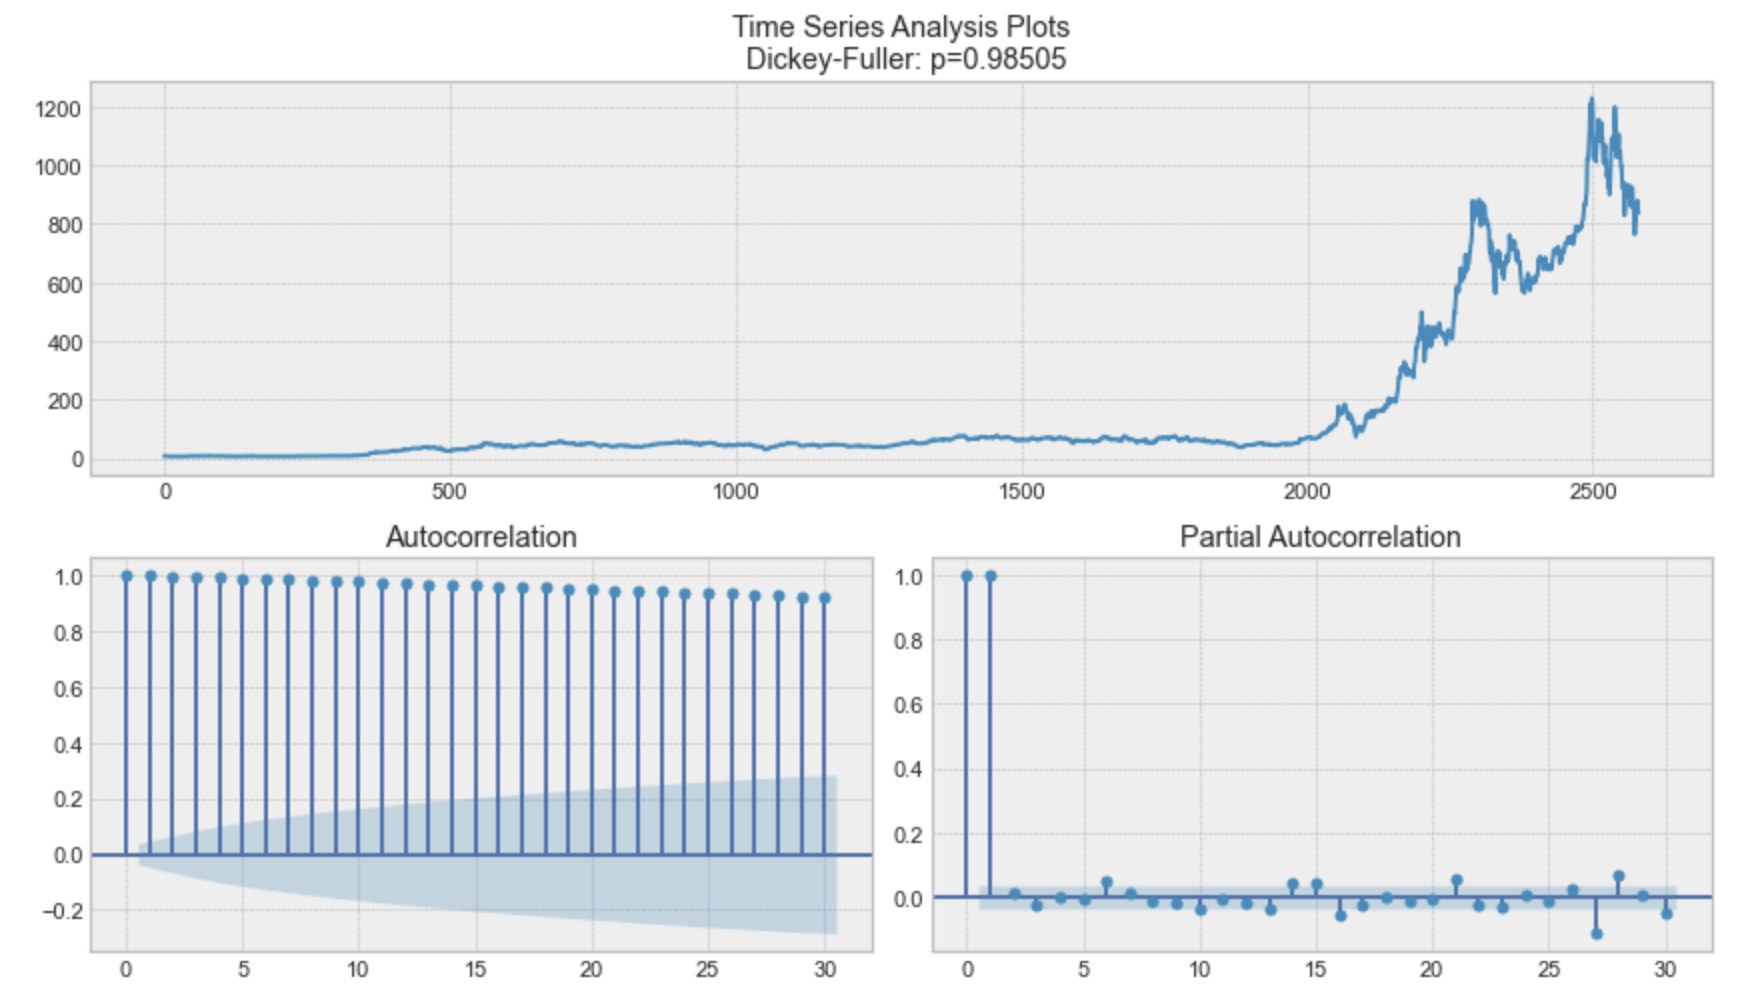 Time Series Analysis Plots
Dickey-Fuller: p=0.98505
1200
1000
800
600
400
200
0
0 500 1000 1500 2000 2500
Autocorrelation
1.0
0.8
0.6
0.4
0.2
0.0
−0.2
0 5 10 15 20 25 30
Partial Autocorrelation
1.0
0.8
0.6
0.4
0.2
0.0
0 5 10 15 20 25 30